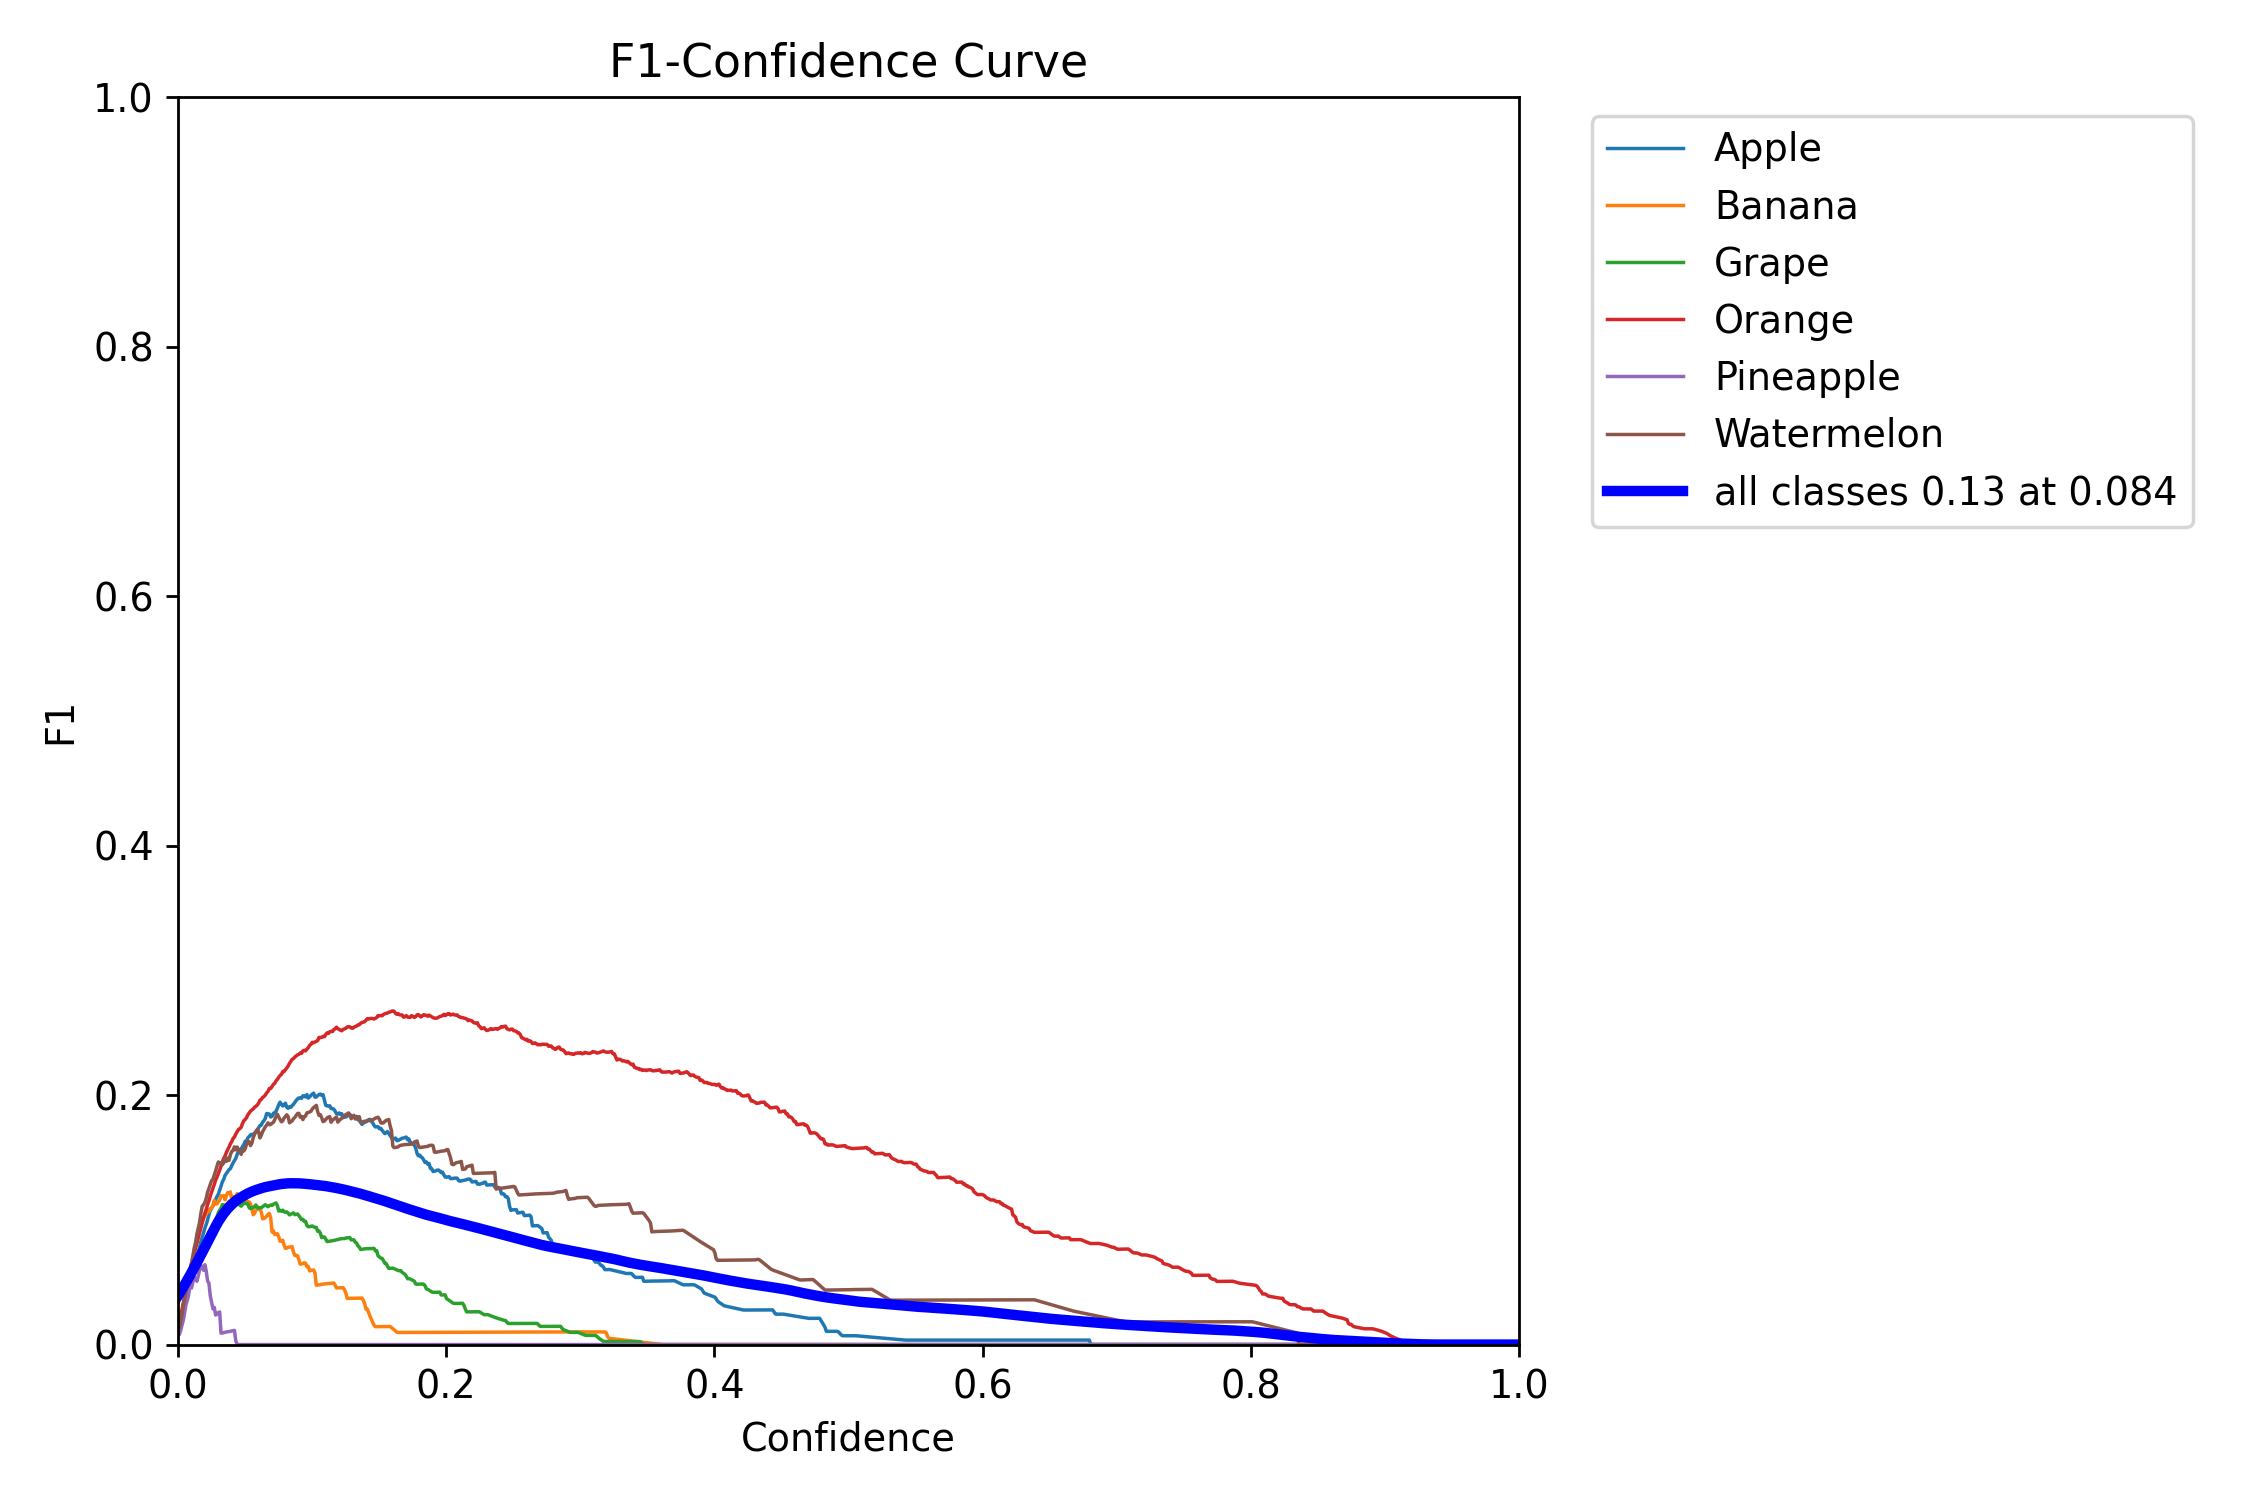 F1-Confidence Curve
1.0
0.8
0.6
0.4
0.2
0.0
F1
0.0 0.2 0.4 0.6 0.8 1.0
Confidence
Apple
Banana
Grape
Orange
Pineapple
Watermelon
all classes 0.13 at 0.084